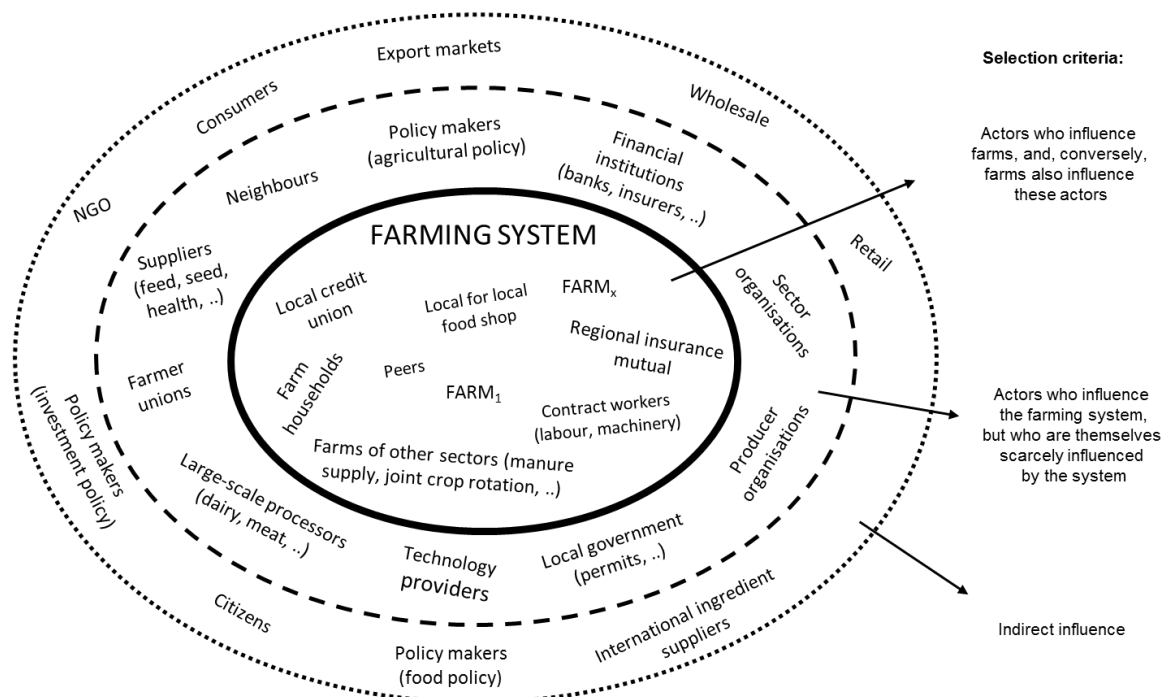 Export markets
Consumers
Wholesale
NGO
Retail
Policy makers
(investment policy)
Citizens
Policy makers
(food policy)
International ingredient
suppliers
Policy makers
(agricultural policy)
Neighbours
Financial
institutions
(banks, insurers, ..)
Suppliers
(feed, seed,
health, ..)
Sector
organisations
Farmer
unions
Producer
organisations
Large-scale processors
(dairy, meat, ..)
Technology
providers
Local government
(permits, ..)
FARMING SYSTEM
Local credit
union
Local for local
food shop
FARMx
Regional insurance
mutual
Farm
households
Peers
FARM1
Contract workers
(labour, machinery)
Farms of other sectors (manure
supply, joint crop rotation, ..)
Selection criteria:
Actors who influence
farms, and, conversely,
farms also influence
these actors
Actors who influence
the farming system,
but who are themselves
scarcely influenced
by the system
Indirect influence